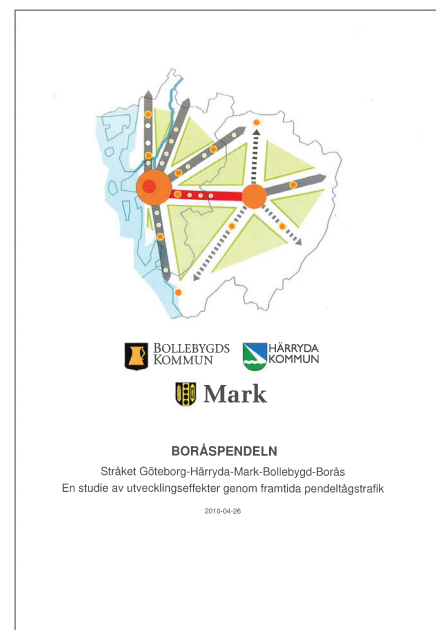 BOLLEBYGDS
KOMMUN
HÄRRYDA
KOMMUN
Mark
BORÅSPENDELN
Stråket Göteborg-Härryda-Mark-Bollebygd-Borås
En studie av utvecklingseffekter genom framtida pendeltågstrafik
2010-04-26